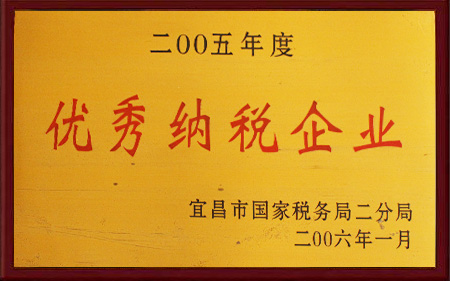 二00五年度
优秀纳税企业
宜昌市国家税务局二分局
二00六年一月